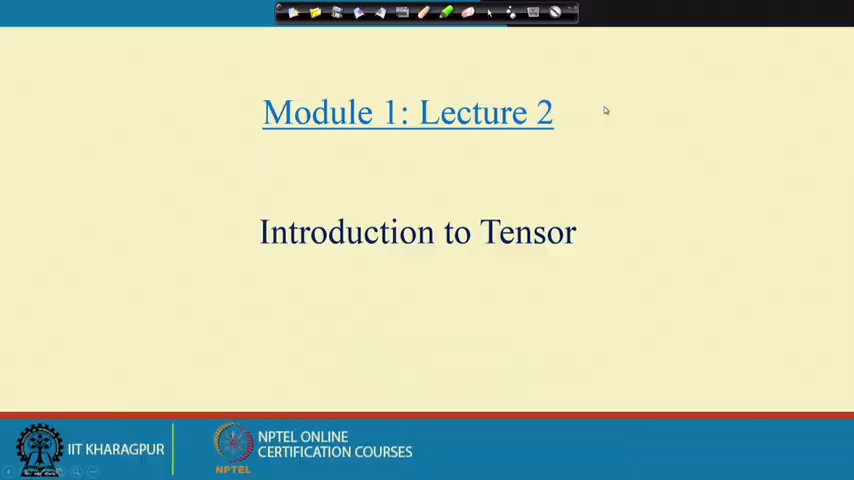 Module 1: Lecture 2
Introduction to Tensor
IIT KHARAGPUR
NPTEL
NPTEL ONLINE
CERTIFICATION COURSES